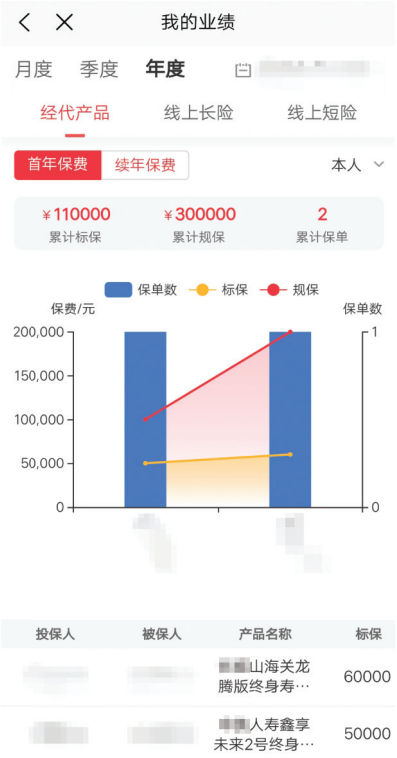 我的业绩
月度 季度 年度
经代产品 线上长险 线上短险
首年保费 续年保费 本人
¥110000 ¥300000 2
累计标保 累计规保 累计保单
保单数 标保 规保
保费/元 保单数
200,000 1
150,000
100,000
50,000
0 0
投保人 被保人 产品名称 标保
山海关龙
腾版终身寿… 60000
人寿鑫享
未来2号终身… 50000